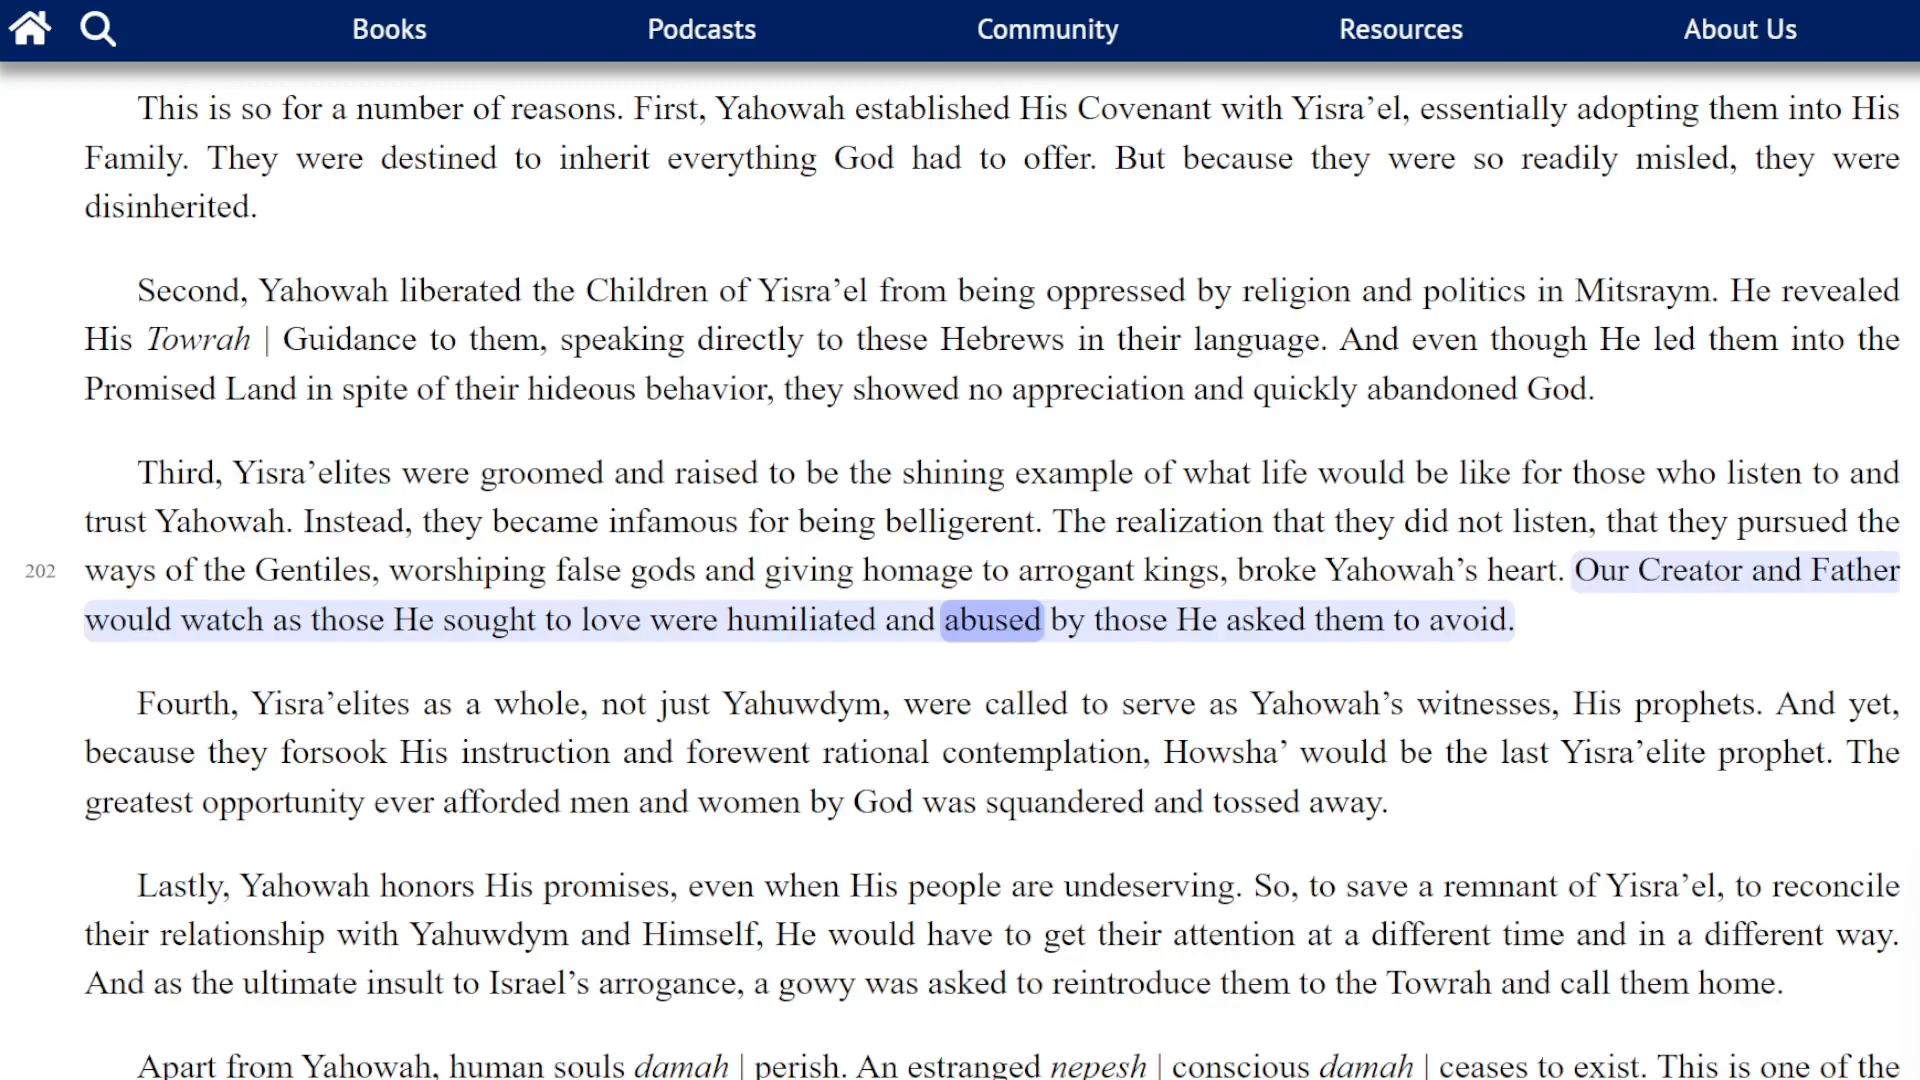 Books Podcasts Community Resources About Us
This is so for a number of reasons. First, Yahowah established His Covenant with Yisra’el, essentially adopting them into His
Family. They were destined to inherit everything God had to offer. But because they were so readily misled, they were
disinherited.
Second, Yahowah liberated the Children of Yisra’el from being oppressed by religion and politics in Mitsraym. He revealed
His Towrah | Guidance to them, speaking directly to these Hebrews in their language. And even though He led them into the
Promised Land in spite of their hideous behavior, they showed no appreciation and quickly abandoned God.
Third, Yisra’elites were groomed and raised to be the shining example of what life would be like for those who listen to and
trust Yahowah. Instead, they became infamous for being belligerent. The realization that they did not listen, that they pursued the
202 ways of the Gentiles, worshiping false gods and giving homage to arrogant kings, broke Yahowah’s heart. Our Creator and Father
would watch as those He sought to love were humiliated and abused by those He asked them to avoid.
Fourth, Yisra’elites as a whole, not just Yahuwdym, were called to serve as Yahowah’s witnesses, His prophets. And yet,
because they forsook His instruction and forewent rational contemplation, Howsha’ would be the last Yisra’elite prophet. The
greatest opportunity ever afforded men and women by God was squandered and tossed away.
Lastly, Yahowah honors His promises, even when His people are undeserving. So, to save a remnant of Yisra’el, to reconcile
their relationship with Yahuwdym and Himself, He would have to get their attention at a different time and in a different way.
And as the ultimate insult to Israel’s arrogance, a gowy was asked to reintroduce them to the Towrah and call them home.
Apart from Yahowah, human souls damah | perish. An estranged nepesh | conscious damah | ceases to exist. This is one of the